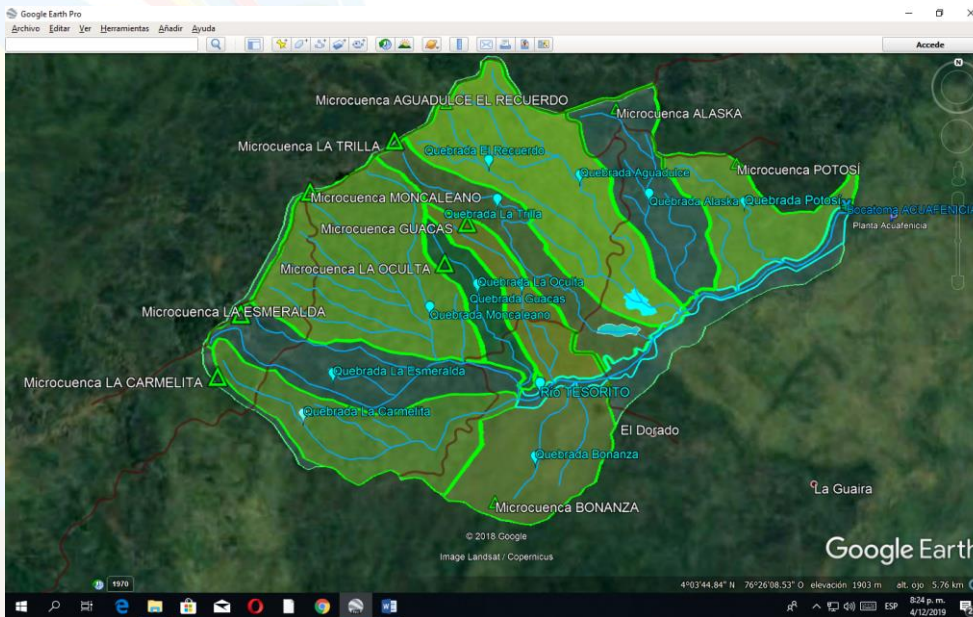 Google Earth Pro
Archivo Editar Ver Herramientas Añadir Ayuda
Accede
N
Microcuenca AGUADULCE EL RECUERDO
Microcuenca ALASKA
Microcuenca LA TRILLA
Quebrada El Recuerdo
Quebrada Aguadulce
Microcuenca POTOSÍ
Microcuenca MONCALEANO
Quebrada Alaska
Quebrada Potosí
Quebrada La Trilla
Bocatoma ACUAFENICIA
Planta Acuafenicia
Microcuenca GUACAS
Microcuenca LA OCULTA
Quebrada La Oculta
Quebrada Guacas
Quebrada Moncaleano
Microcuenca LA ESMERALDA
Quebrada La Esmeralda
Microcuenca LA CARMELITA
Río TESORITO
Quebrada La Carmelita
El Dorado
Quebrada Bonanza
La Guaira
Microcuenca BONANZA
© 2018 Google
Image Landsat / Copernicus
Google Earth
1970
4°03'44.84" N 76°26'08.53" O elevación 1903 m alt. ojo 5.76 km
ESP
8:24 p. m.
4/12/2019